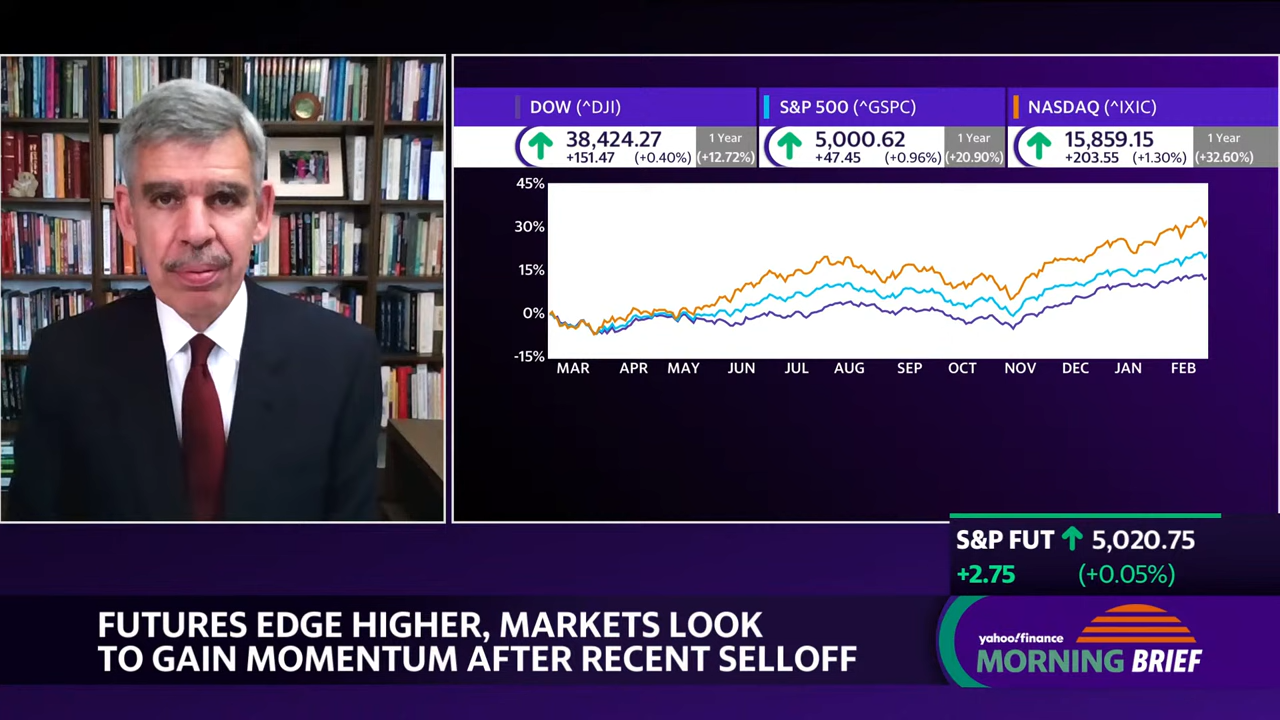 DOW (^DJI)
38,424.27
+151.47 (+0.40%)
1 Year
(+12.72%)
S&P 500 (^GSPC)
5,000.62
+47.45 (+0.96%)
1 Year
(+20.90%)
NASDAQ (^IXIC)
15,859.15
+203.55 (+1.30%)
1 Year
(+32.60%)
45%
30%
15%
0%
-15%
MAR APR MAY JUN JUL AUG SEP OCT NOV DEC JAN FEB
S&P FUT 5,020.75
+2.75 (+0.05%)
FUTURES EDGE HIGHER, MARKETS LOOK
TO GAIN MOMENTUM AFTER RECENT SELLOFF
yahoo!finance
MORNING BRIEF